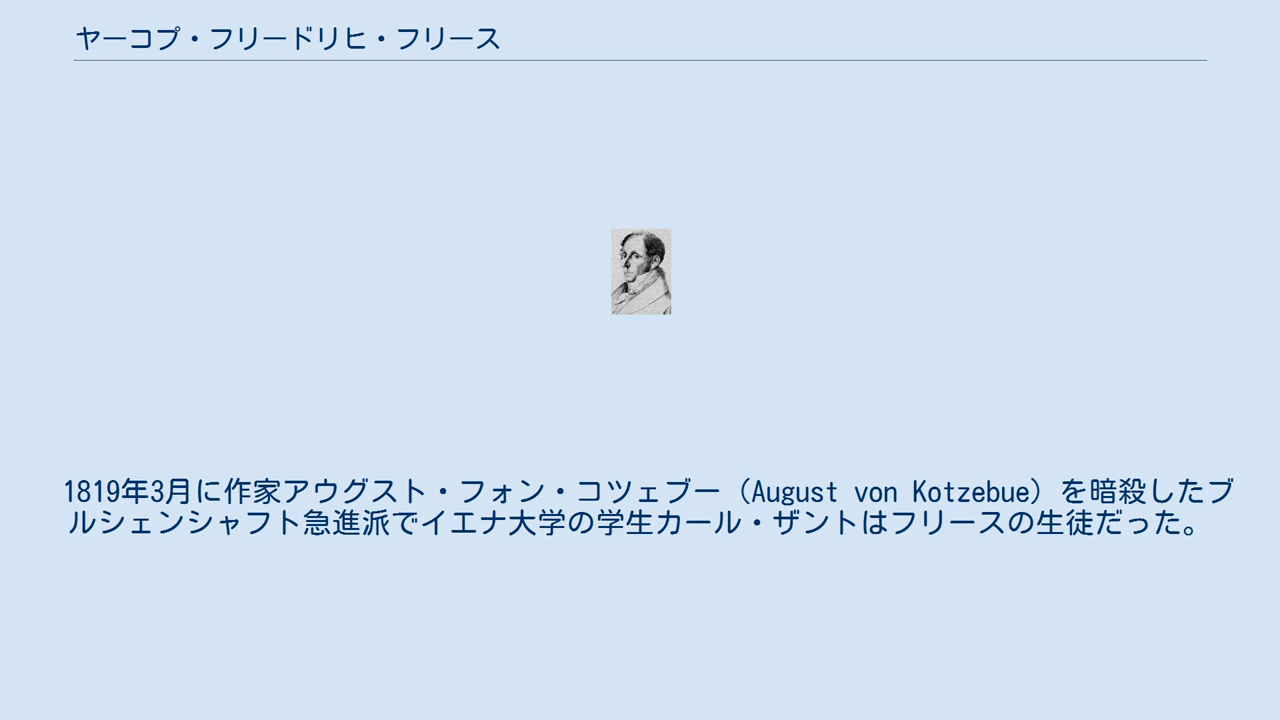 ヤーコプ・フリードリヒ・フリース
1819年3月に作家アウグスト・フォン・コツェブー（August von Kotzebue）を暗殺したブ
ルシェンシャフト急進派でイエナ大学の学生カール・ザントはフリースの生徒だった。